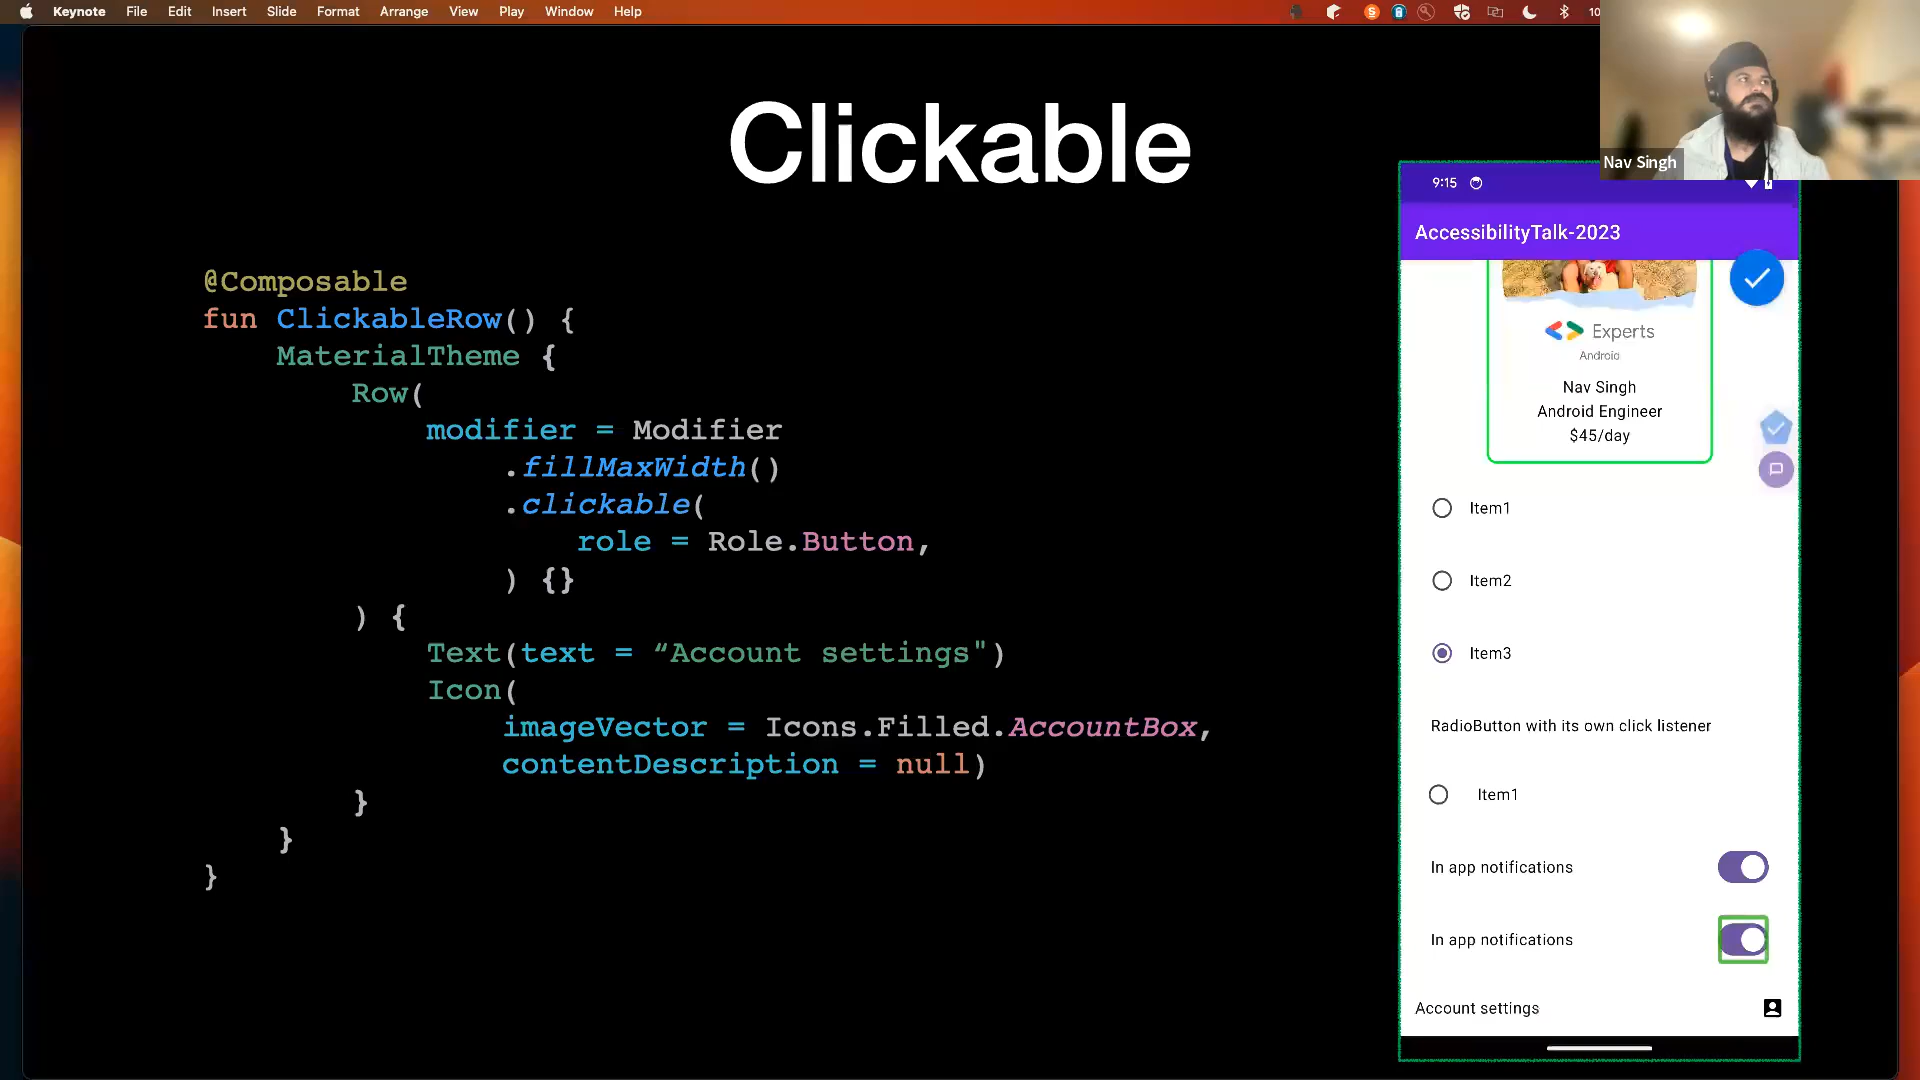 Keynote File Edit Insert Slide Format Arrange View Play Window Help
10
Clickable
Nav Singh
@Composable
fun ClickableRow() {
MaterialTheme {
Row(
modifier = Modifier
.fillMaxWidth()
.clickable(
role = Role.Button,
) {}
) {
Text(text = “Account settings")
Icon(
imageVector = Icons.Filled.AccountBox,
contentDescription = null)
}
}
}
9:15
AccessibilityTalk-2023
Experts
Android
Nav Singh
Android Engineer
$45/day
Item1
Item2
Item3
RadioButton with its own click listener
Item1
In app notifications
In app notifications
Account settings